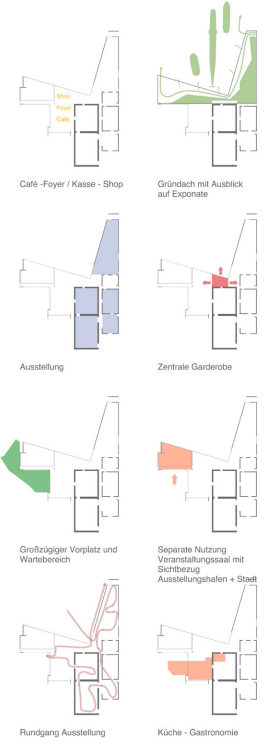 Shop
Foyer
Café
Café -Foyer / Kasse - Shop
Gründach mit Ausblick
auf Exponate
Ausstellung
Zentrale Garderobe
Großzügiger Vorplatz und
Wartebereich
Separate Nutzung
Veranstaltungssaal mit
Sichtbezug
Ausstellungshafen + Stadt
Rundgang Ausstellung
Küche - Gastronomie